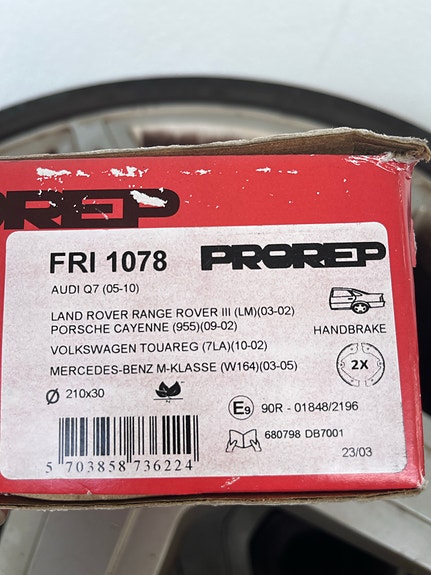 PROREP
FRI 1078 PROREP
AUDI Q7 (05-10)
LAND ROVER RANGE ROVER III (LM)(03-02)
PORSCHE CAYENNE (955)(09-02)
HANDBRAKE
VOLKSWAGEN TOUAREG (7LA)(10-02)
MERCEDES-BENZ M-KLASSE (W164)(03-05)
2X
Ø 210x30
E9 90R - 01848/2196
680798 DB7001
5 703858 736224
23/03